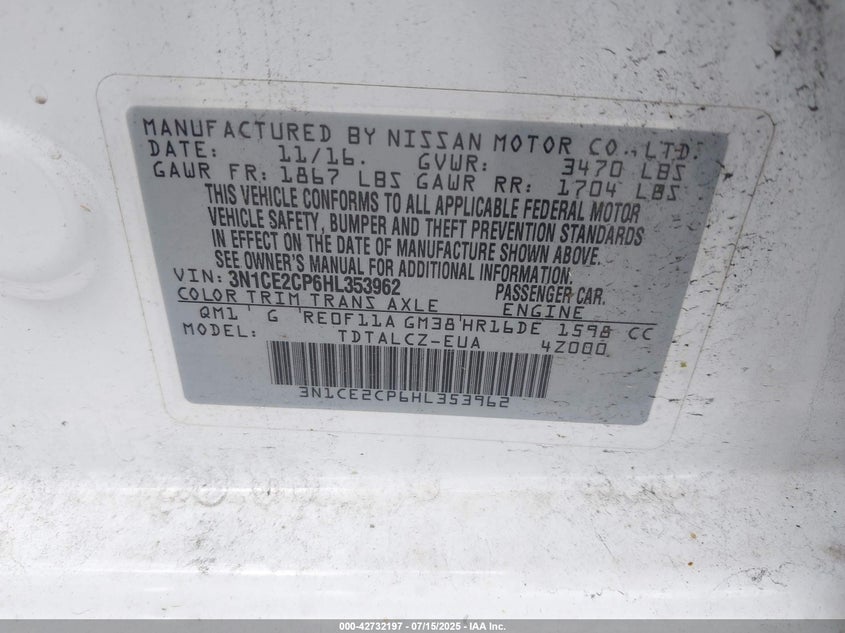 MANUFACTURED BY NISSAN MOTOR CO., LTD.
DATE: 11/16. GVWR: 3470 LBS
GAWR FR: 1867 LBS GAWR RR: 1704 LBS
THIS VEHICLE CONFORMS TO ALL APPLICABLE FEDERAL MOTOR
VEHICLE SAFETY, BUMPER AND THEFT PREVENTION STANDARDS
IN EFFECT ON THE DATE OF MANUFACTURE SHOWN ABOVE.
SEE OWNER'S MANUAL FOR ADDITIONAL INFORMATION.
VIN: 3N1CE2CP6HL353962 PASSENGER CAR.
COLOR TRIM TRANS AXLE ENGINE
QM1 G RE0F11A GM38 HR16DE 1598 CC
MODEL: TDTALCZ-EUA 4Z000
3N1CE2CP6HL353962
000-42732197 - 07/15/2025 - IAA Inc.